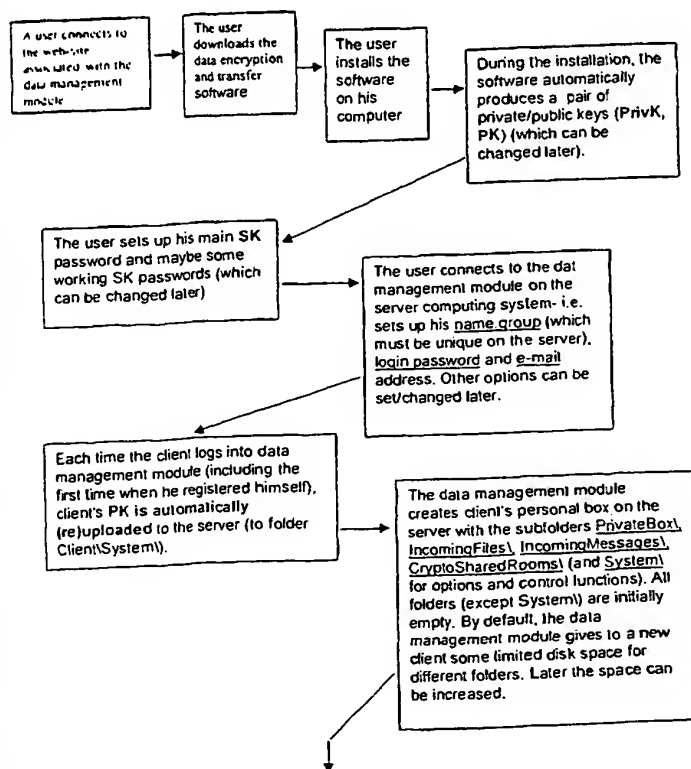 A user connects to
the web-site
associated with the
data management
module
The user
downloads the
data encryption
and transfer
software
The user
installs the
software
on his
computer
During the installation, the
software automatically
produces a pair of
private/public keys (PrivK,
PK) (which can be
changed later).
The user sets up his main SK
password and maybe some
working SK passwords (which
can be changed later)
The user connects to the dat
management module on the
server computing system- i.e.
sets up his name.group (which
must be unique on the server),
login password and e-mail
address. Other options can be
set/changed later.
Each time the client logs into data
management module (including the
first time when he registered himself),
client's PK is automatically
(re)uploaded to the server (to folder
Client\System\).
The data management module
creates client's personal box on the
server with the subfolders PrivateBox\,
IncomingFiles\, IncomingMessages\,
CryptoSharedRooms\ (and System\
for options and control functions). All
folders (except System\) are initially
empty. By default, the data
management module gives to a new
client some limited disk space for
different folders. Later the space can
be increased.